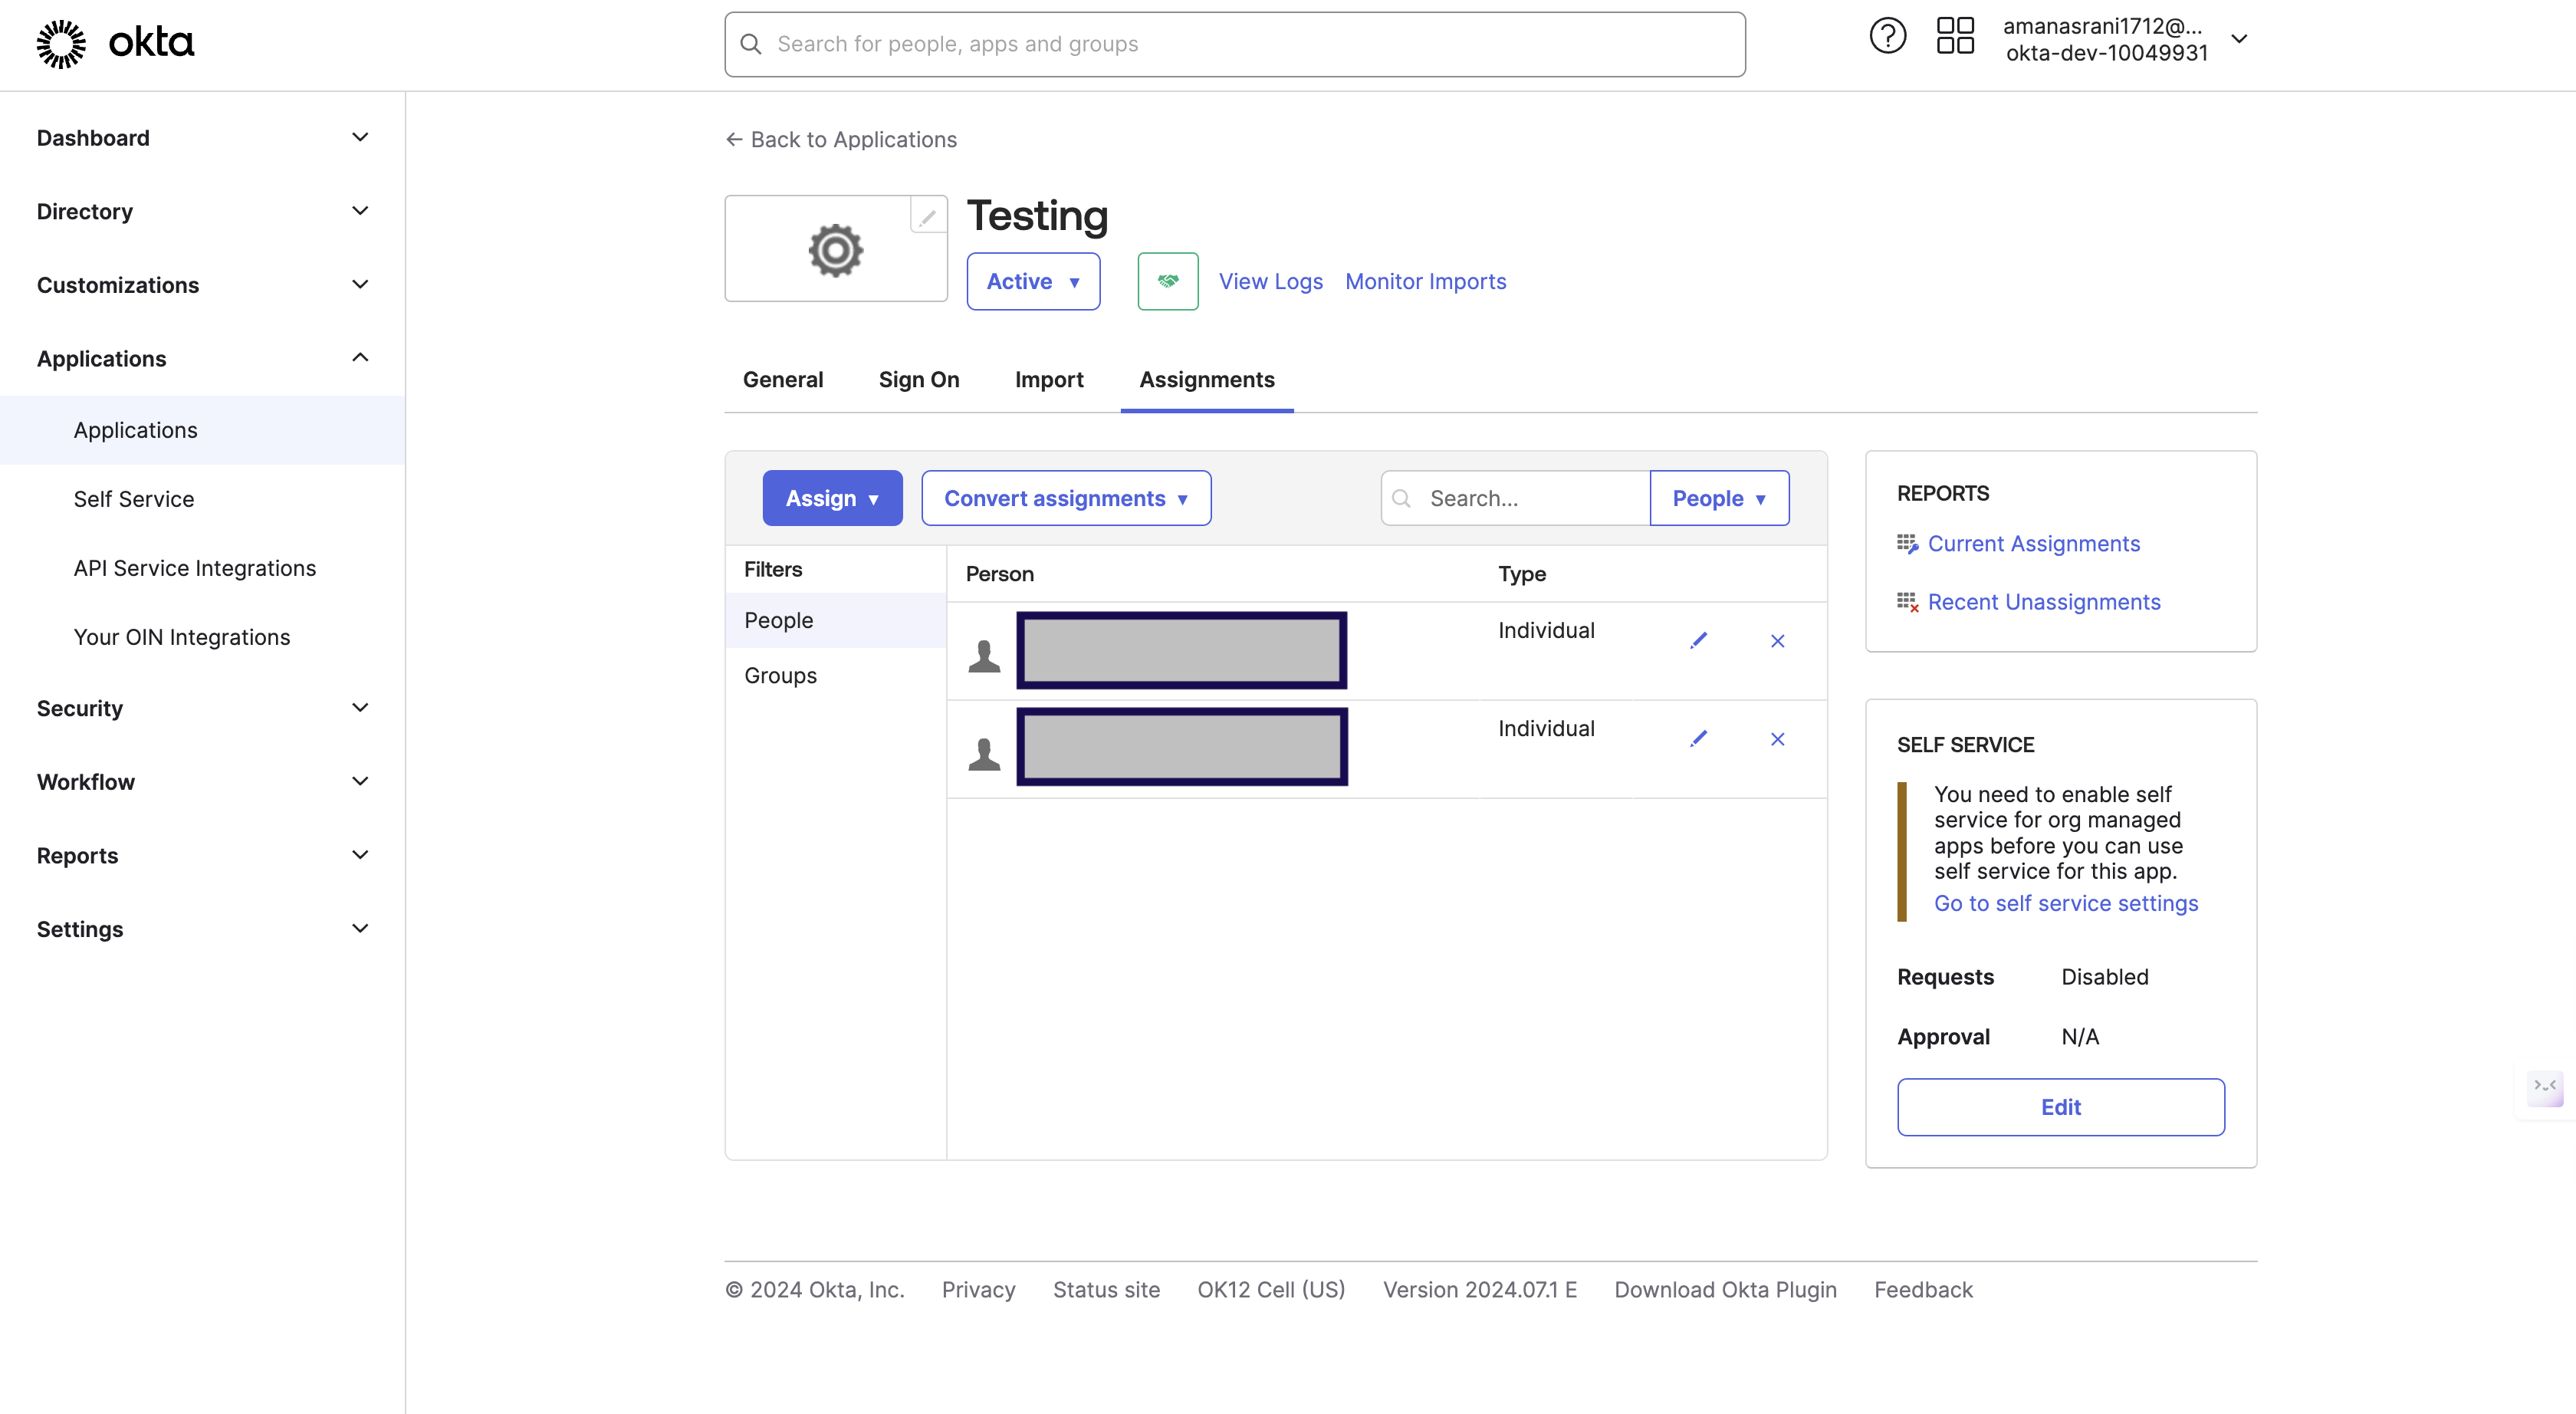 okta
Search for people, apps and groups
amanasrani1712@...
okta-dev-10049931
Dashboard
Directory
Customizations
Applications
Applications
Self Service
API Service Integrations
Your OIN Integrations
Security
Workflow
Reports
Settings
← Back to Applications
Testing
Active ▼
View Logs
Monitor Imports
General
Sign On
Import
Assignments
Assign ▼
Convert assignments ▼
Search...
People ▼
Filters
People
Groups
Person
Type
Individual
Individual
REPORTS
Current Assignments
Recent Unassignments
SELF SERVICE
You need to enable self
service for org managed
apps before you can use
self service for this app.
Go to self service settings
Requests Disabled
Approval N/A
Edit
© 2024 Okta, Inc. Privacy Status site OK12 Cell (US) Version 2024.07.1 E Download Okta Plugin Feedback